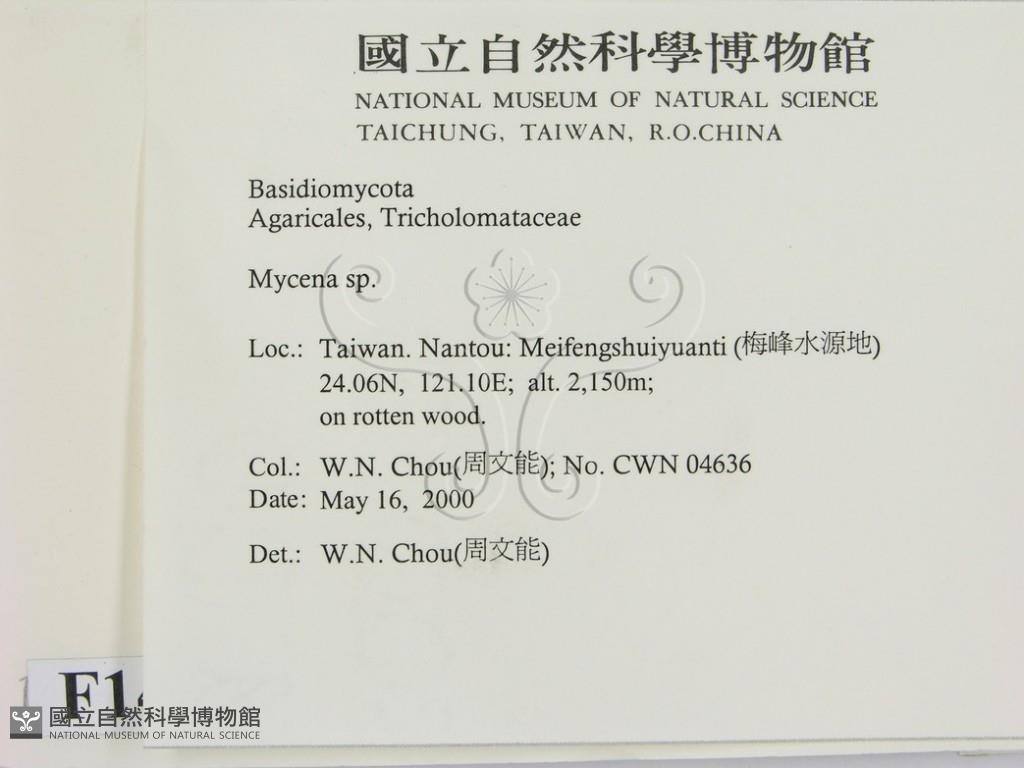 國立自然科學博物館
NATIONAL MUSEUM OF NATURAL SCIENCE
TAICHUNG, TAIWAN, R.O.CHINA
Basidiomycota
Agaricales, Tricholomataceae
Mycena sp.
Loc.: Taiwan. Nantou: Meifengshuiyuanti (梅峰水源地)
24.06N, 121.10E; alt. 2,150m;
on rotten wood.
Col.: W.N. Chou(周文能); No. CWN 04636
Date: May 16, 2000
Det.: W.N. Chou(周文能)
國立自然科學博物館
NATIONAL MUSEUM OF NATURAL SCIENCE